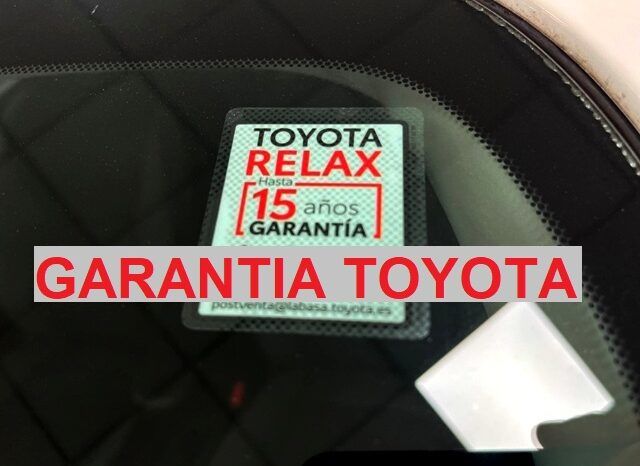 TOYOTA
RELAX
Hasta
15 años
GARANTÍA
GARANTIA TOYOTA
postventa@labasa.toyota.es